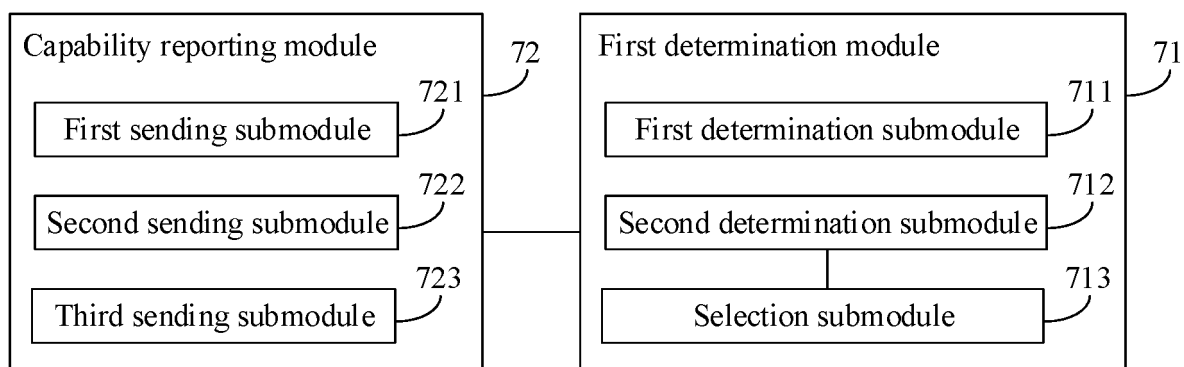 Capability reporting module
72
721
First sending submodule
722
Second sending submodule
723
Third sending submodule
First determination module
71
711
First determination submodule
712
Second determination submodule
713
Selection submodule